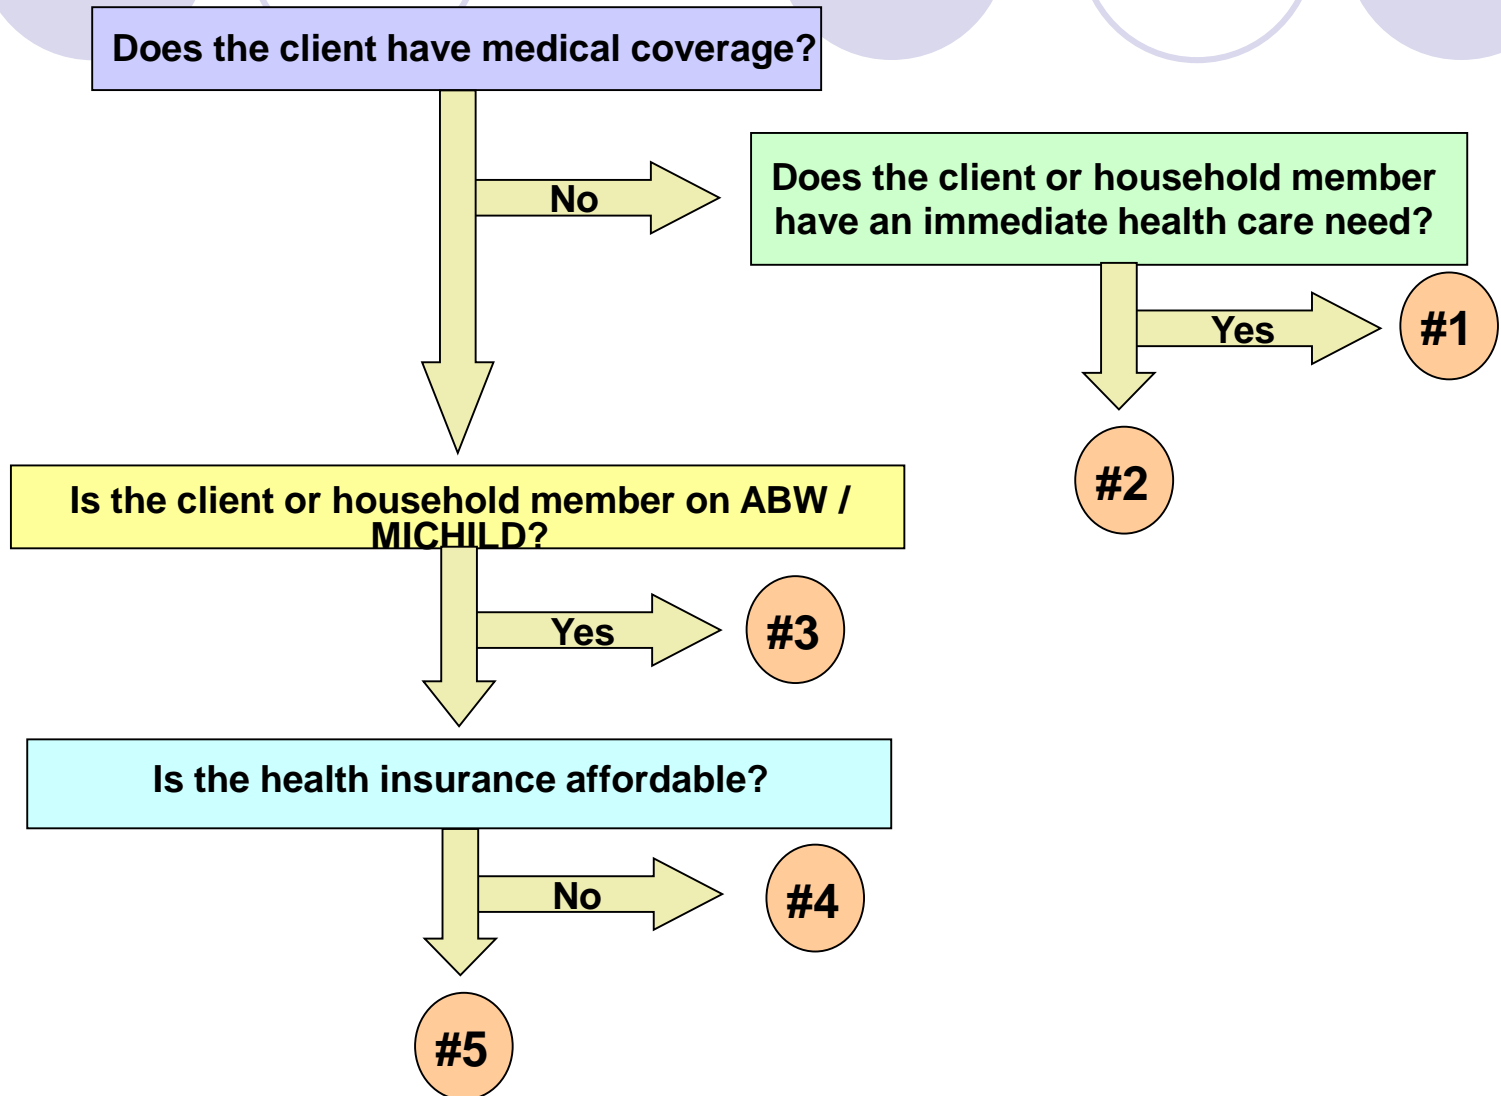 Does the client have medical coverage?
No
Does the client or household member
have an immediate health care need?
Yes
#1
#2
Is the client or household member on ABW /
MICHILD?
Yes
#3
Is the health insurance affordable?
No
#4
#5